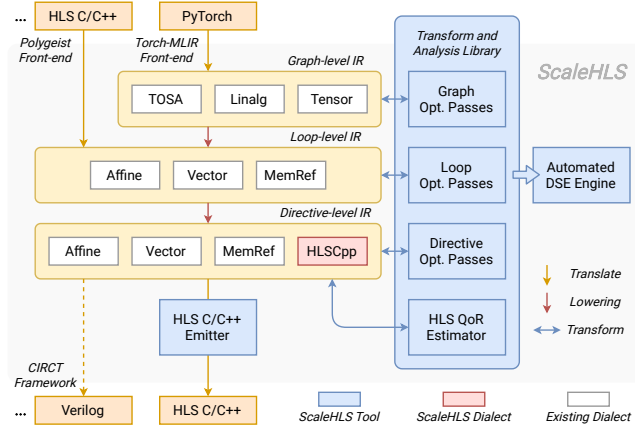 ... HLS C/C++ PyTorch
Polygeist
Front-end
Torch-MLIR
Front-end
Transform and
Analysis Library
ScaleHLS
Graph-level IR
TOSA Linalg Tensor
Graph
Opt. Passes
Loop-level IR
Affine Vector MemRef
Loop
Opt. Passes
Automated
DSE Engine
Directive-level IR
Affine Vector MemRef HLSCpp
Directive
Opt. Passes
Translate
Lowering
Transform
HLS C/C++
Emitter
HLS QoR
Estimator
CIRCT
Framework
... Verilog HLS C/C++
ScaleHLS Tool ScaleHLS Dialect Existing Dialect